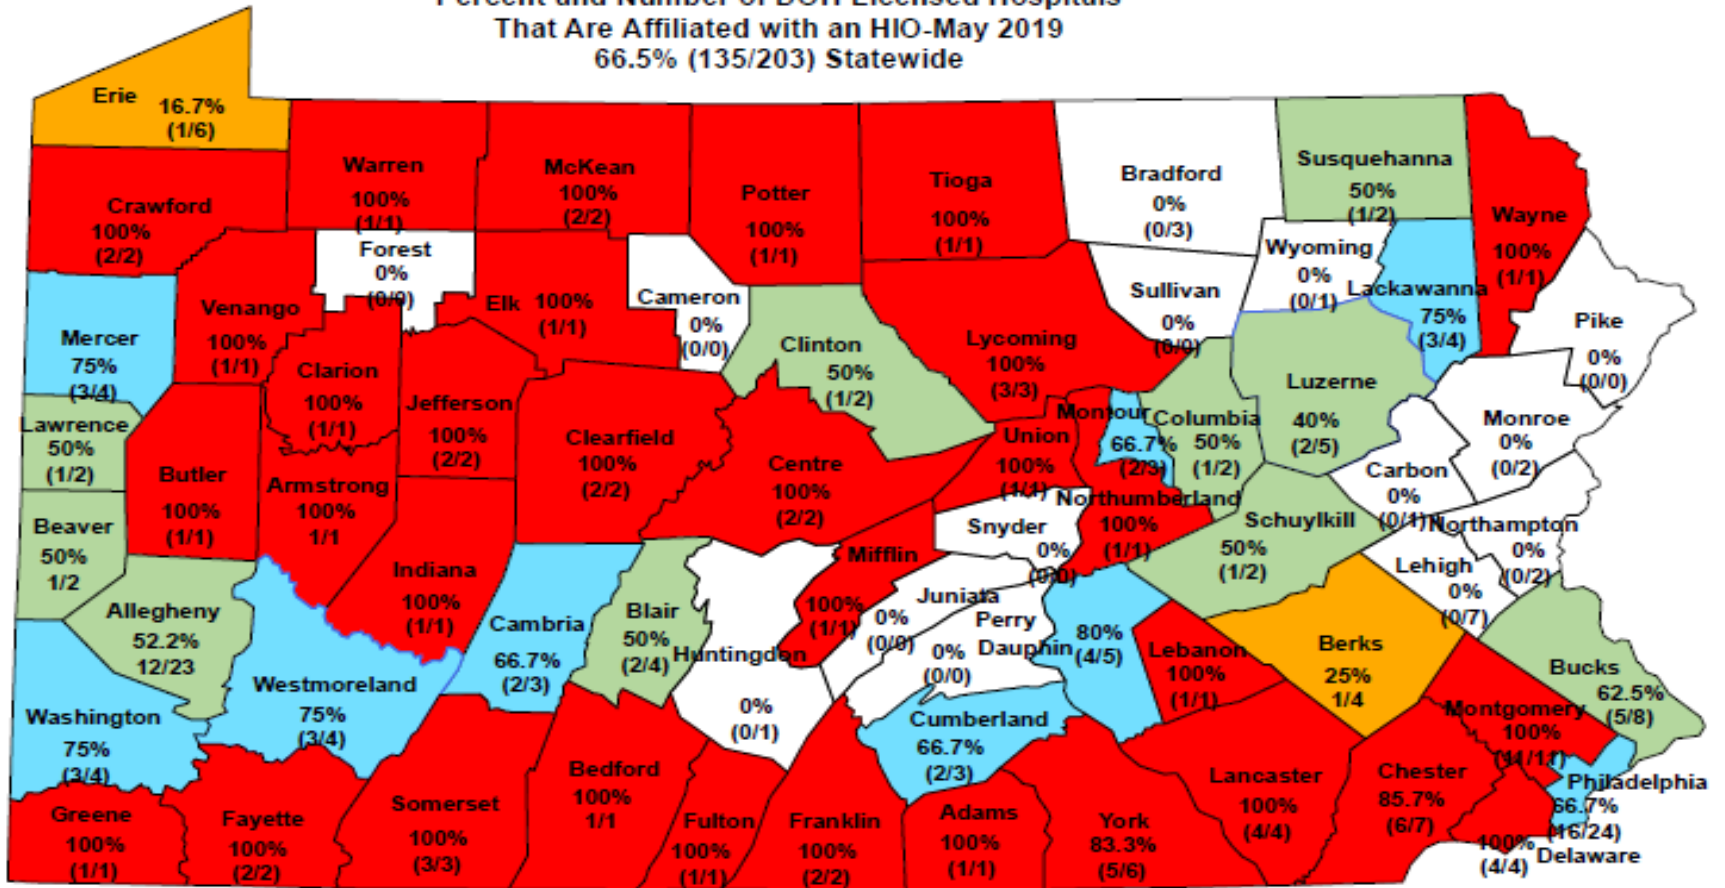 Percent and Number of DOH Licensed Hospitals
That Are Affiliated with an HIO-May 2019
66.5% (135/203) Statewide
Erie 16.7%
(1/6)
Crawford
100%
(2/2)
Warren
100%
(1/1)
McKean
100%
(2/2)
Potter
100%
(1/1)
Tioga
100%
(1/1)
Bradford
0%
(0/3)
Susquehanna
50%
(1/2)
Wayne
100%
(1/1)
Forest
0%
(0/0)
Wyoming
0%
(0/1)
Lackawanna
75%
(3/4)
Mercer
75%
(3/4)
Venango
100%
(1/1)
Elk 100%
(1/1)
Cameron
0%
(0/0)
Sullivan
0%
(0/0)
Pike
0%
(0/0)
Clarion
100%
(1/1)
Jefferson
100%
(2/2)
Clinton
50%
(1/2)
Lycoming
100%
(3/3)
Luzerne
40%
(2/5)
Monroe
0%
(0/2)
Lawrence
50%
(1/2)
Butler
100%
(1/1)
Armstrong
100%
1/1
Clearfield
100%
(2/2)
Centre
100%
(2/2)
Union
100%
(1/1)
Montour
66.7%
(2/3)
Columbia
50%
(1/2)
Carbon
0%
(0/1)
Beaver
50%
1/2
Snyder
0%
(0/0)
Northumberland
100%
(1/1)
Schuylkill
50%
(1/2)
Northampton
0%
(0/2)
Lehigh
0%
(0/7)
Allegheny
52.2%
12/23
Indiana
100%
(1/1)
Cambria
66.7%
(2/3)
Blair
50%
(2/4)
Huntingdon
0%
(0/1)
Mifflin
100%
(1/1)
Juniata
0%
(0/0)
Perry
0%
(0/0)
Dauphin
80%
(4/5)
Lebanon
100%
(1/1)
Berks
25%
1/4
Bucks
62.5%
(5/8)
Washington
75%
(3/4)
Westmoreland
75%
(3/4)
Cumberland
66.7%
(2/3)
Montgomery
100%
(11/11)
Greene
100%
(1/1)
Fayette
100%
(2/2)
Somerset
100%
(3/3)
Bedford
100%
1/1
Fulton
100%
(1/1)
Franklin
100%
(2/2)
Adams
100%
(1/1)
York
83.3%
(5/6)
Lancaster
100%
(4/4)
Chester
85.7%
(6/7)
Philadelphia
66.7%
(16/24)
100%
(4/4)
Delaware